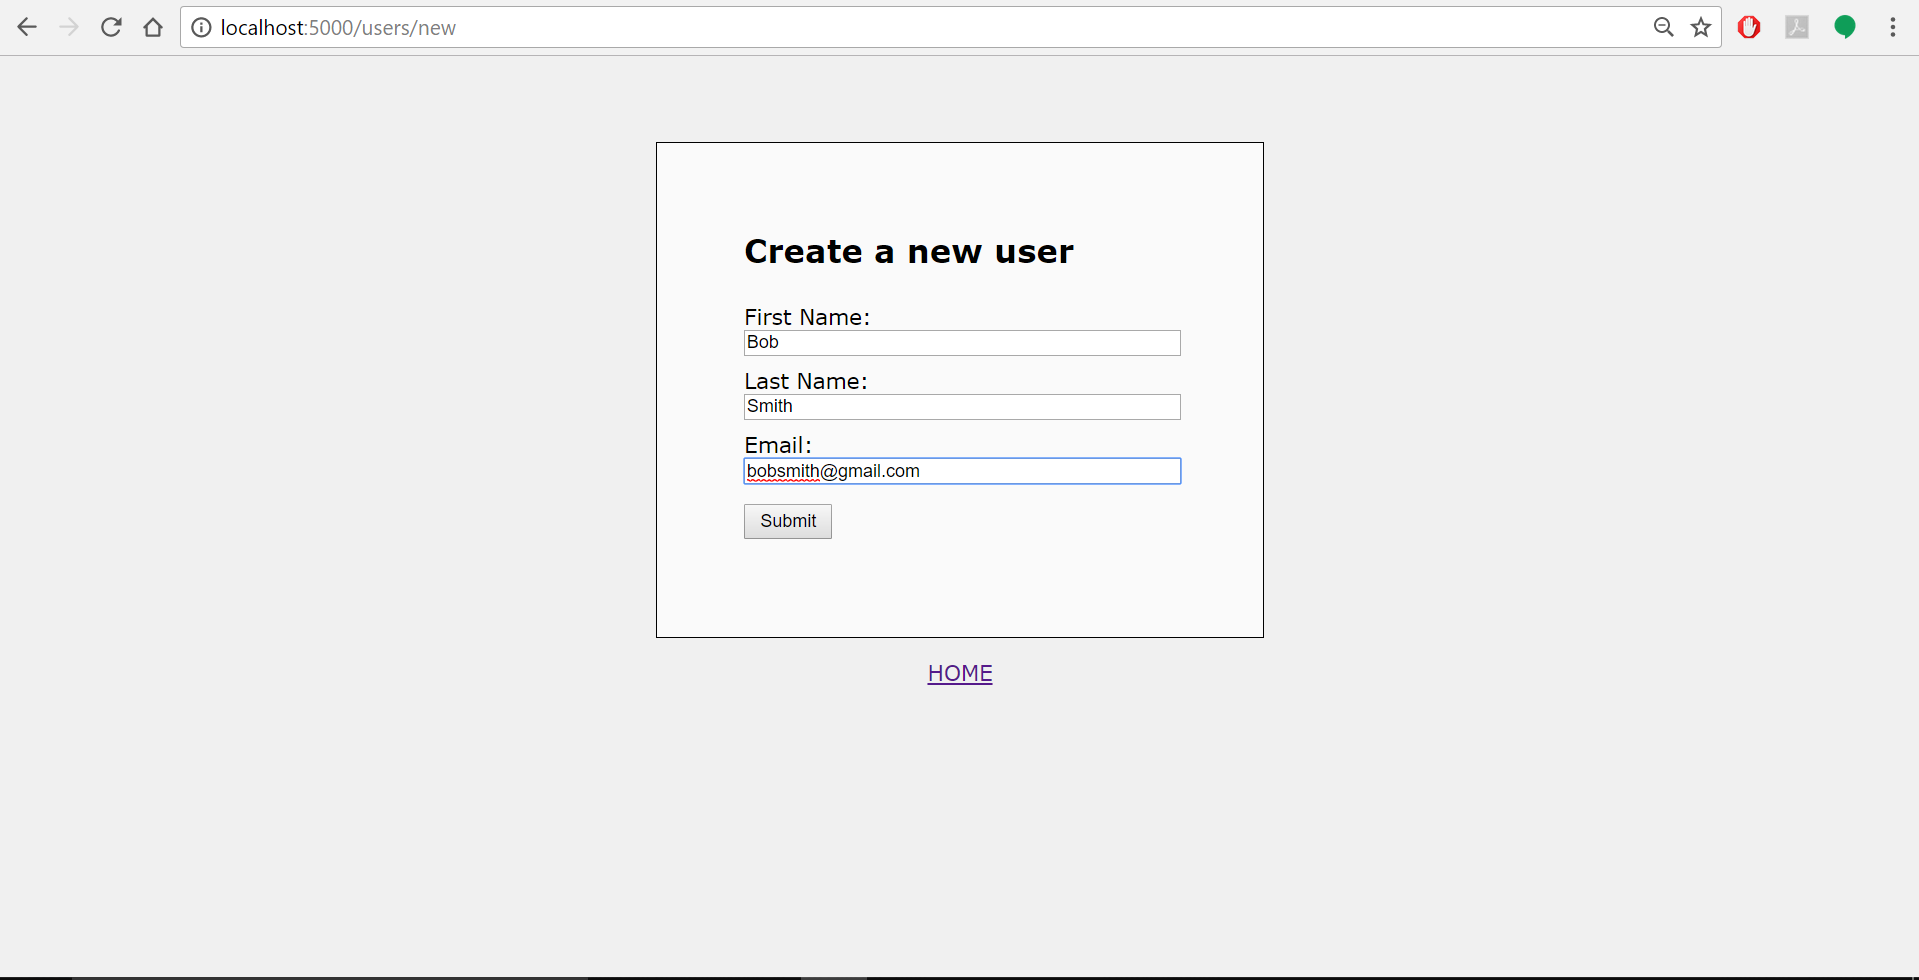 localhost:5000/users/new
Create a new user
First Name:
Bob
Last Name:
Smith
Email:
bobsmith@gmail.com
Submit
HOME